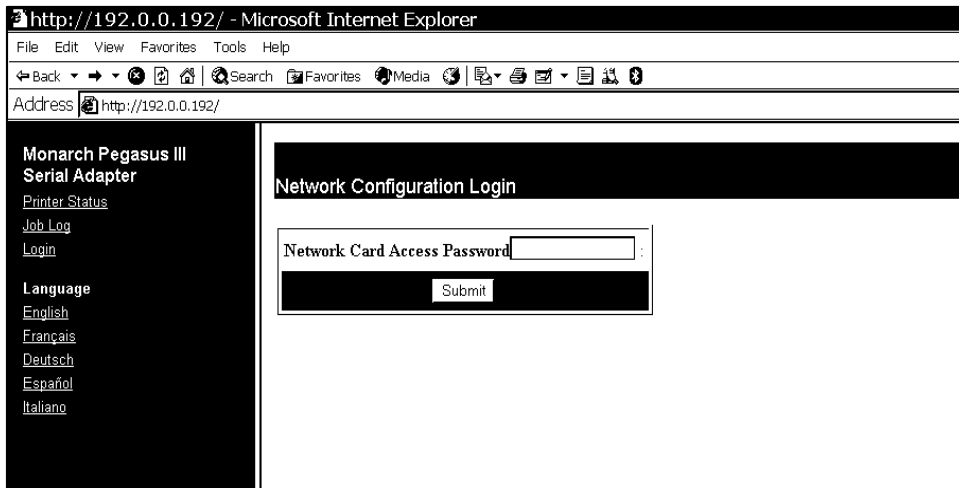 http://192.0.0.192/ - Microsoft Internet Explorer
File Edit View Favorites Tools Help
Back Search Favorites Media
Address http://192.0.0.192/
Monarch Pegasus III
Serial Adapter
Printer Status
Job Log
Login
Language
English
Français
Deutsch
Español
Italiano
Network Configuration Login
Network Card Access Password :
Submit